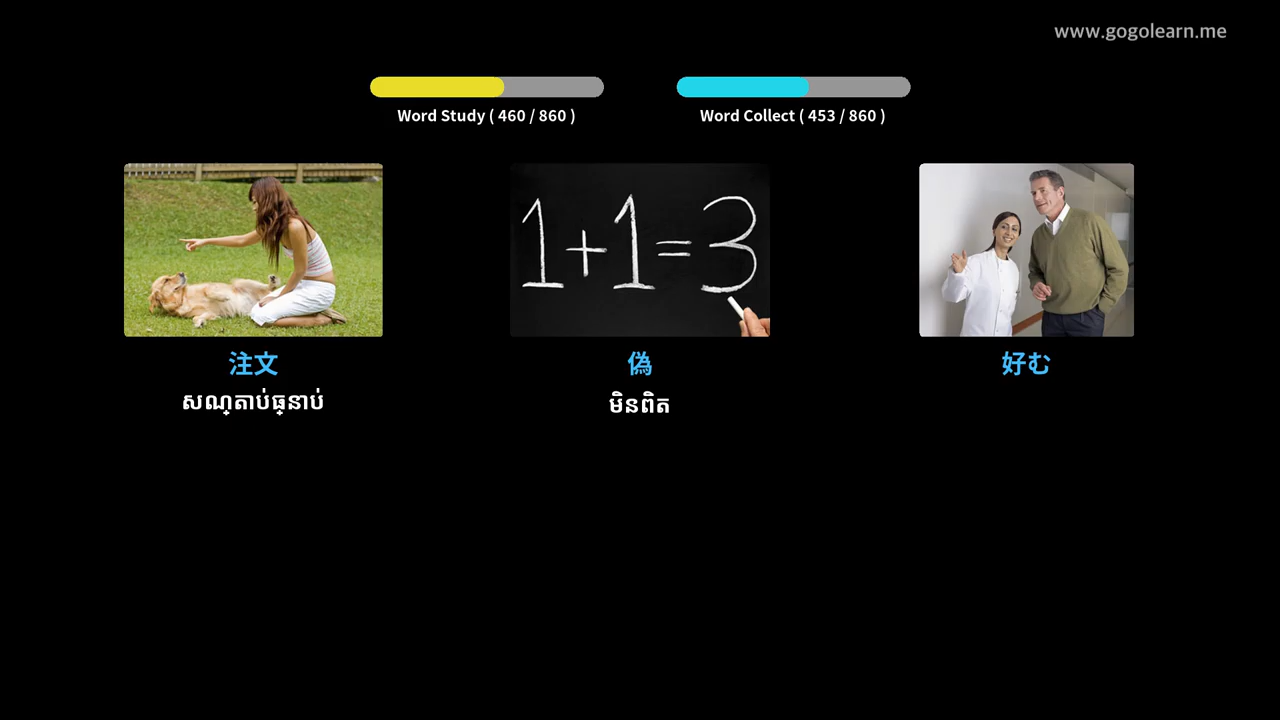 www.gogolearn.me
Word Study ( 460 / 860 )
Word Collect ( 453 / 860 )
1+1=3
注文
偽
好む
សណ្តាប់ធ្នាប់
មិនពិត